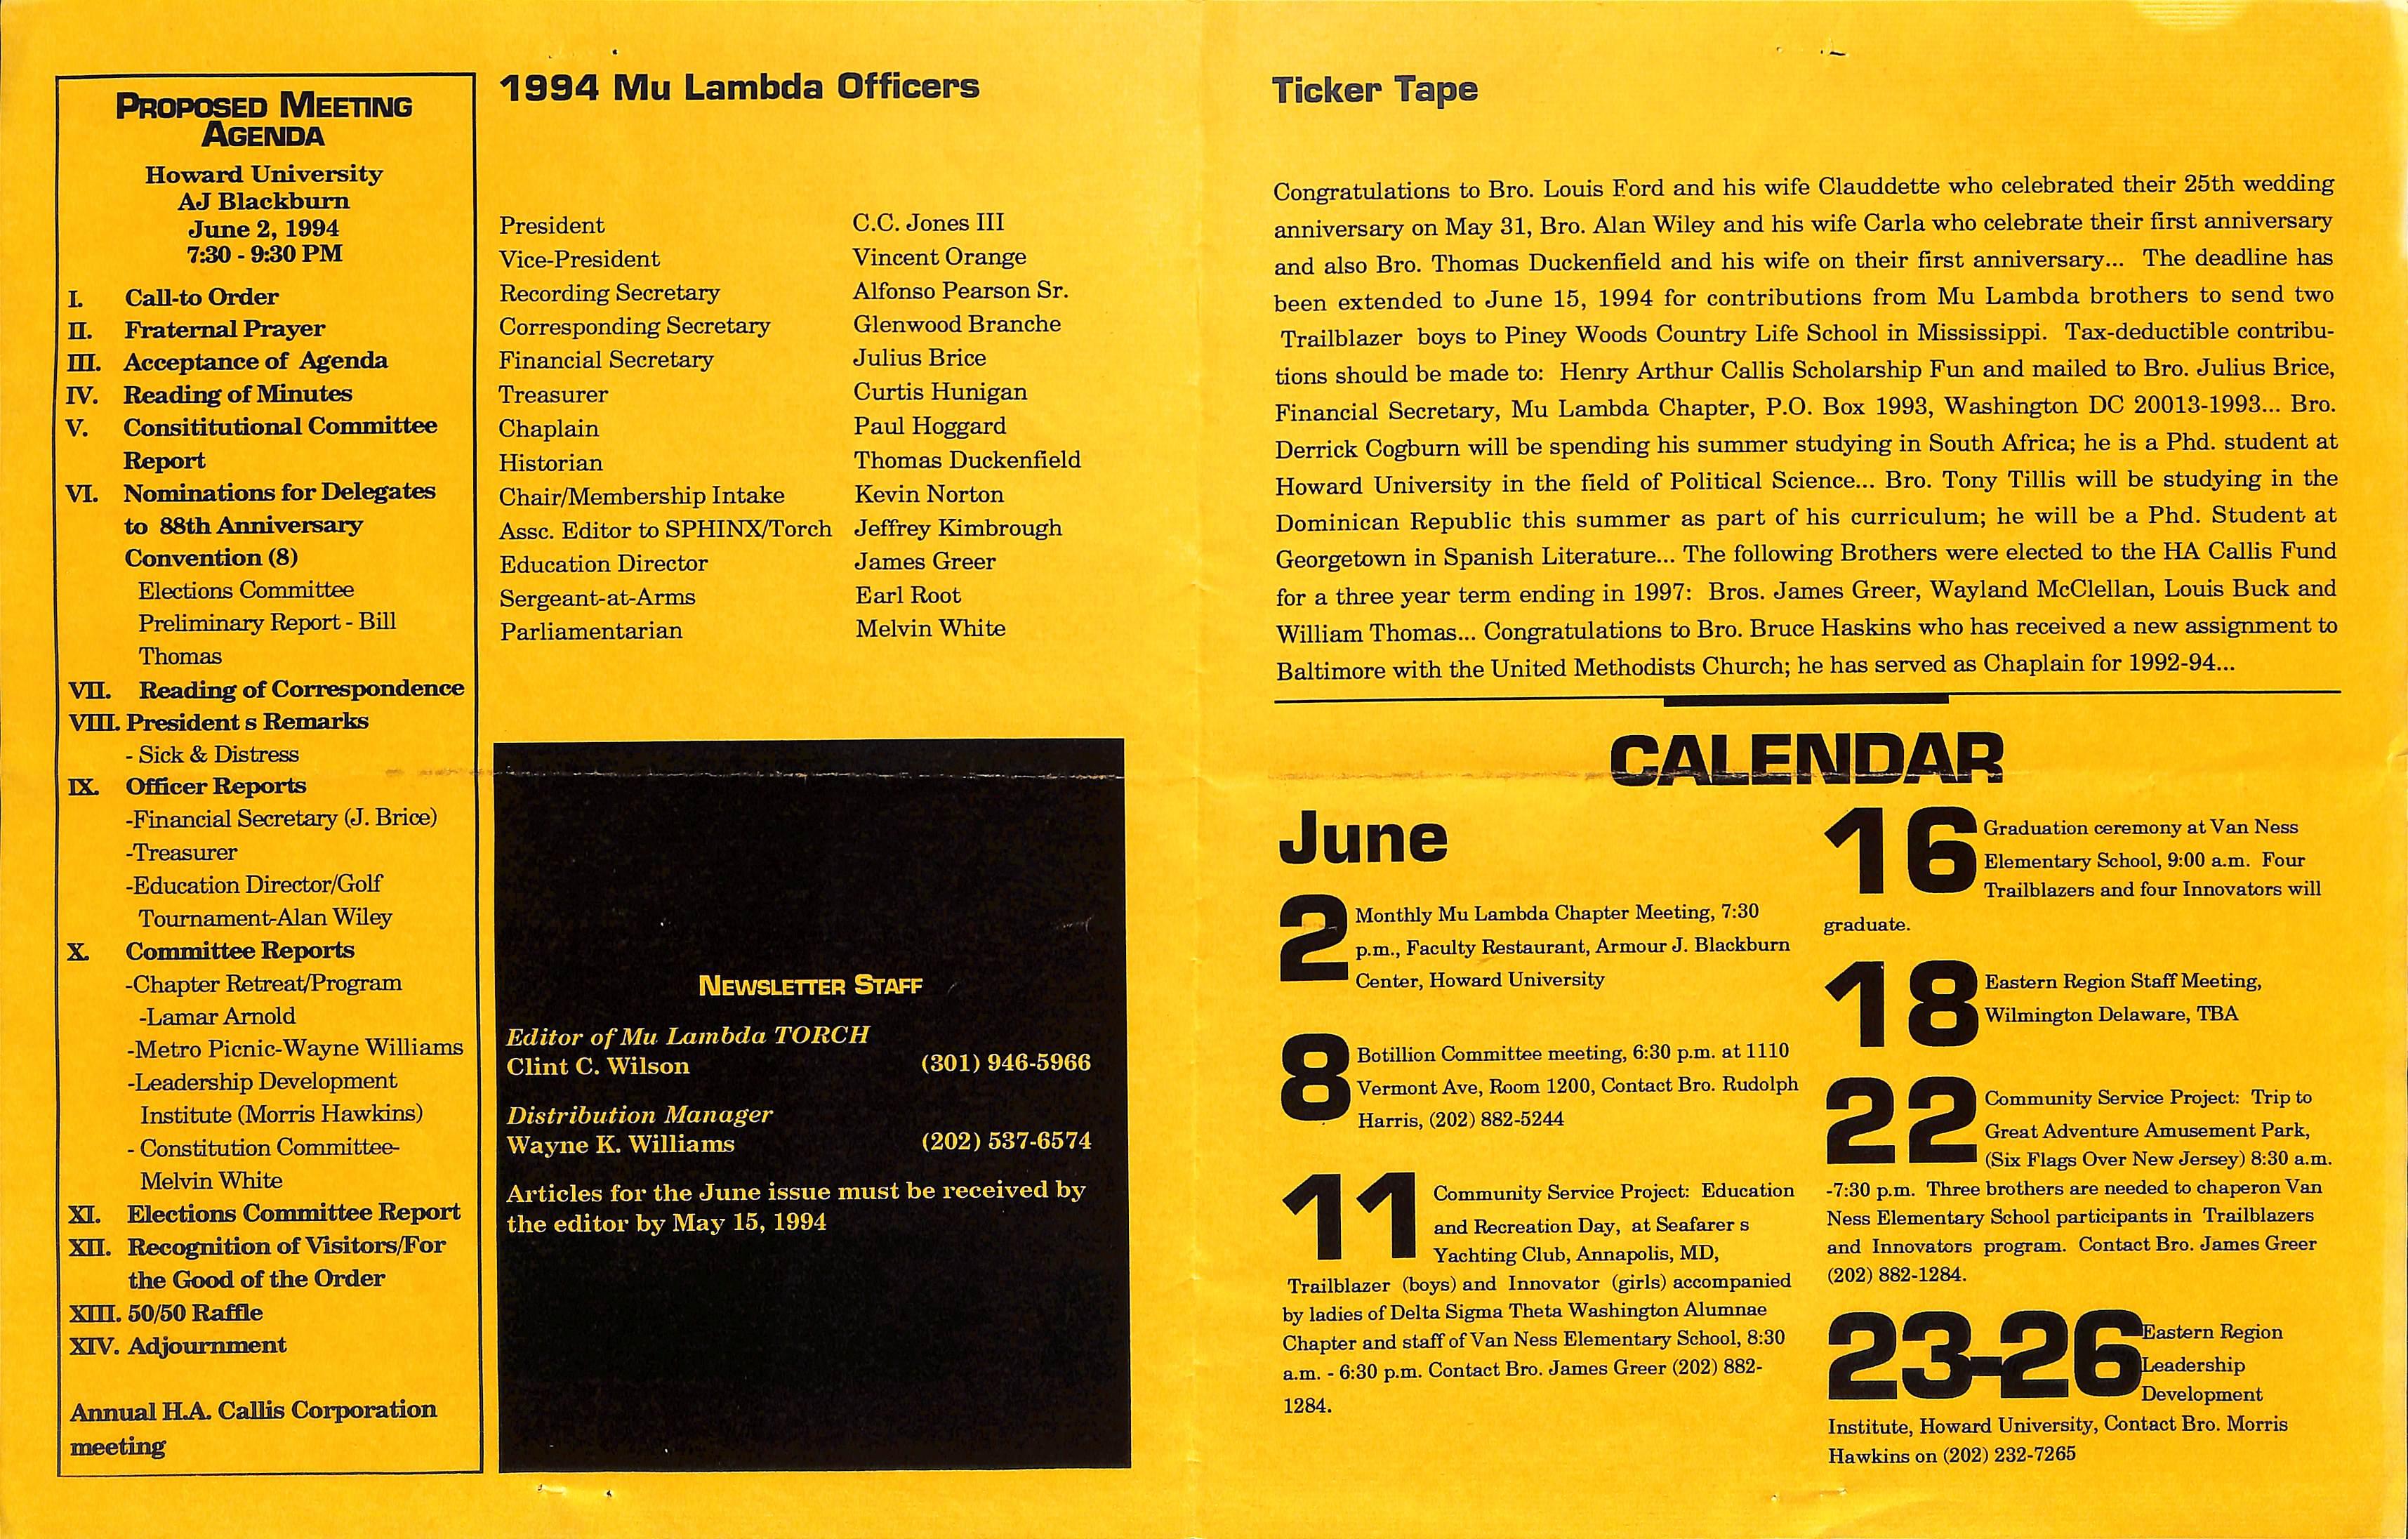 PROPOSED MEETING
AGENDA
Howard University
AJ Blackburn
June 2, 1994
7:30 - 9:30 PM
I. Call-to Order
II. Fraternal Prayer
III. Acceptance of Agenda
IV. Reading of Minutes
V. Consititutional Committee
Report
VI. Nominations for Delegates
to 88th Anniversary
Convention (8)
Elections Committee
Preliminary Report - Bill
Thomas
VII. Reading of Correspondence
VIII. President s Remarks
- Sick & Distress
IX. Officer Reports
-Financial Secretary (J. Brice)
-Treasurer
-Education Director/Golf
Tournament-Alan Wiley
X. Committee Reports
-Chapter Retreat/Program
-Lamar Arnold
-Metro Picnic-Wayne Williams
-Leadership Development
Institute (Morris Hawkins)
- Constitution Committee-
Melvin White
XI. Elections Committee Report
XII. Recognition of Visitors/For
the Good of the Order
XIII. 50/50 Raffle
XIV. Adjournment
Annual H.A. Callis Corporation
meeting
1994 Mu Lambda Officers
President C.C. Jones III
Vice-President Vincent Orange
Recording Secretary Alfonso Pearson Sr.
Corresponding Secretary Glenwood Branche
Financial Secretary Julius Brice
Treasurer Curtis Hunigan
Chaplain Paul Hoggard
Historian Thomas Duckenfield
Chair/Membership Intake Kevin Norton
Assc. Editor to SPHINX/Torch Jeffrey Kimbrough
Education Director James Greer
Sergeant-at-Arms Earl Root
Parliamentarian Melvin White
NEWSLETTER STAFF
Editor of Mu Lambda TORCH
Clint C. Wilson (301) 946-5966
Distribution Manager
Wayne K. Williams (202) 537-6574
Articles for the June issue must be received by
the editor by May 15, 1994
Ticker Tape
Congratulations to Bro. Louis Ford and his wife Clauddette who celebrated their 25th wedding
anniversary on May 31, Bro. Alan Wiley and his wife Carla who celebrate their first anniversary
and also Bro. Thomas Duckenfield and his wife on their first anniversary... The deadline has
been extended to June 15, 1994 for contributions from Mu Lambda brothers to send two
Trailblazer boys to Piney Woods Country Life School in Mississippi. Tax-deductible contribu-
tions should be made to: Henry Arthur Callis Scholarship Fun and mailed to Bro. Julius Brice,
Financial Secretary, Mu Lambda Chapter, P.O. Box 1993, Washington DC 20013-1993... Bro.
Derrick Cogburn will be spending his summer studying in South Africa; he is a Phd. student at
Howard University in the field of Political Science... Bro. Tony Tillis will be studying in the
Dominican Republic this summer as part of his curriculum; he will be a Phd. Student at
Georgetown in Spanish Literature... The following Brothers were elected to the HA Callis Fund
for a three year term ending in 1997: Bros. James Greer, Wayland McClellan, Louis Buck and
William Thomas... Congratulations to Bro. Bruce Haskins who has received a new assignment to
Baltimore with the United Methodists Church; he has served as Chaplain for 1992-94...
CALENDAR
June
2 Monthly Mu Lambda Chapter Meeting, 7:30
p.m., Faculty Restaurant, Armour J. Blackburn
Center, Howard University
8 Botillion Committee meeting, 6:30 p.m. at 1110
Vermont Ave, Room 1200, Contact Bro. Rudolph
Harris, (202) 882-5244
11 Community Service Project: Education
and Recreation Day, at Seafarer s
Yachting Club, Annapolis, MD,
Trailblazer (boys) and Innovator (girls) accompanied
by ladies of Delta Sigma Theta Washington Alumnae
Chapter and staff of Van Ness Elementary School, 8:30
a.m. - 6:30 p.m. Contact Bro. James Greer (202) 882-
1284.
16 Graduation ceremony at Van Ness
Elementary School, 9:00 a.m. Four
Trailblazers and four Innovators will
graduate.
18 Eastern Region Staff Meeting,
Wilmington Delaware, TBA
22 Community Service Project: Trip to
Great Adventure Amusement Park,
(Six Flags Over New Jersey) 8:30 a.m.
-7:30 p.m. Three brothers are needed to chaperon Van
Ness Elementary School participants in Trailblazers
and Innovators program. Contact Bro. James Greer
(202) 882-1284.
23-26 Eastern Region
Leadership
Development
Institute, Howard University, Contact Bro. Morris
Hawkins on (202) 232-7265